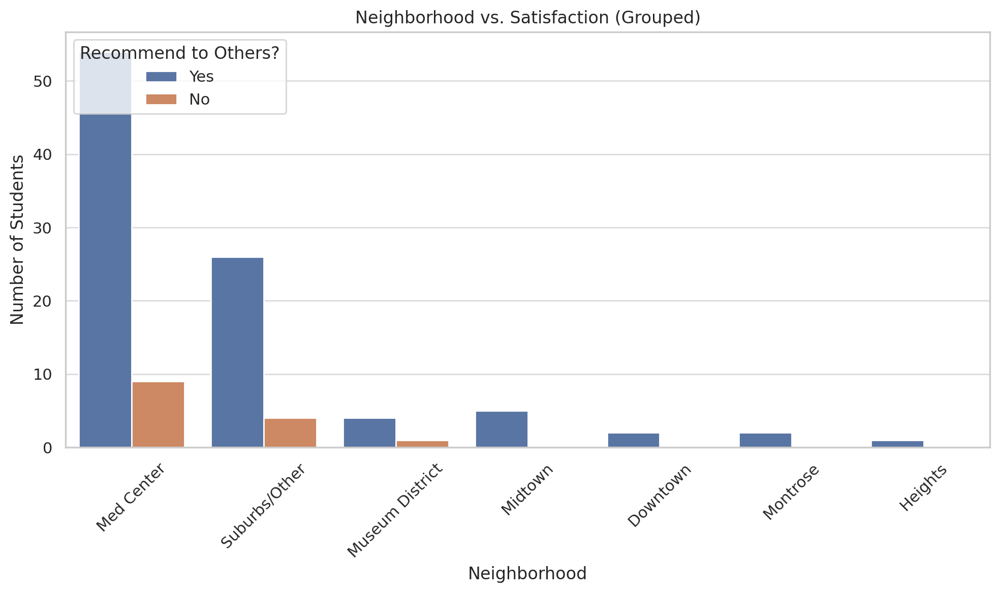 Neighborhood vs. Satisfaction (Grouped)
Recommend to Others?
Yes
No
Number of Students
50
40
30
20
10
0
Med Center
Suburbs/Other
Museum District
Midtown
Downtown
Montrose
Heights
Neighborhood